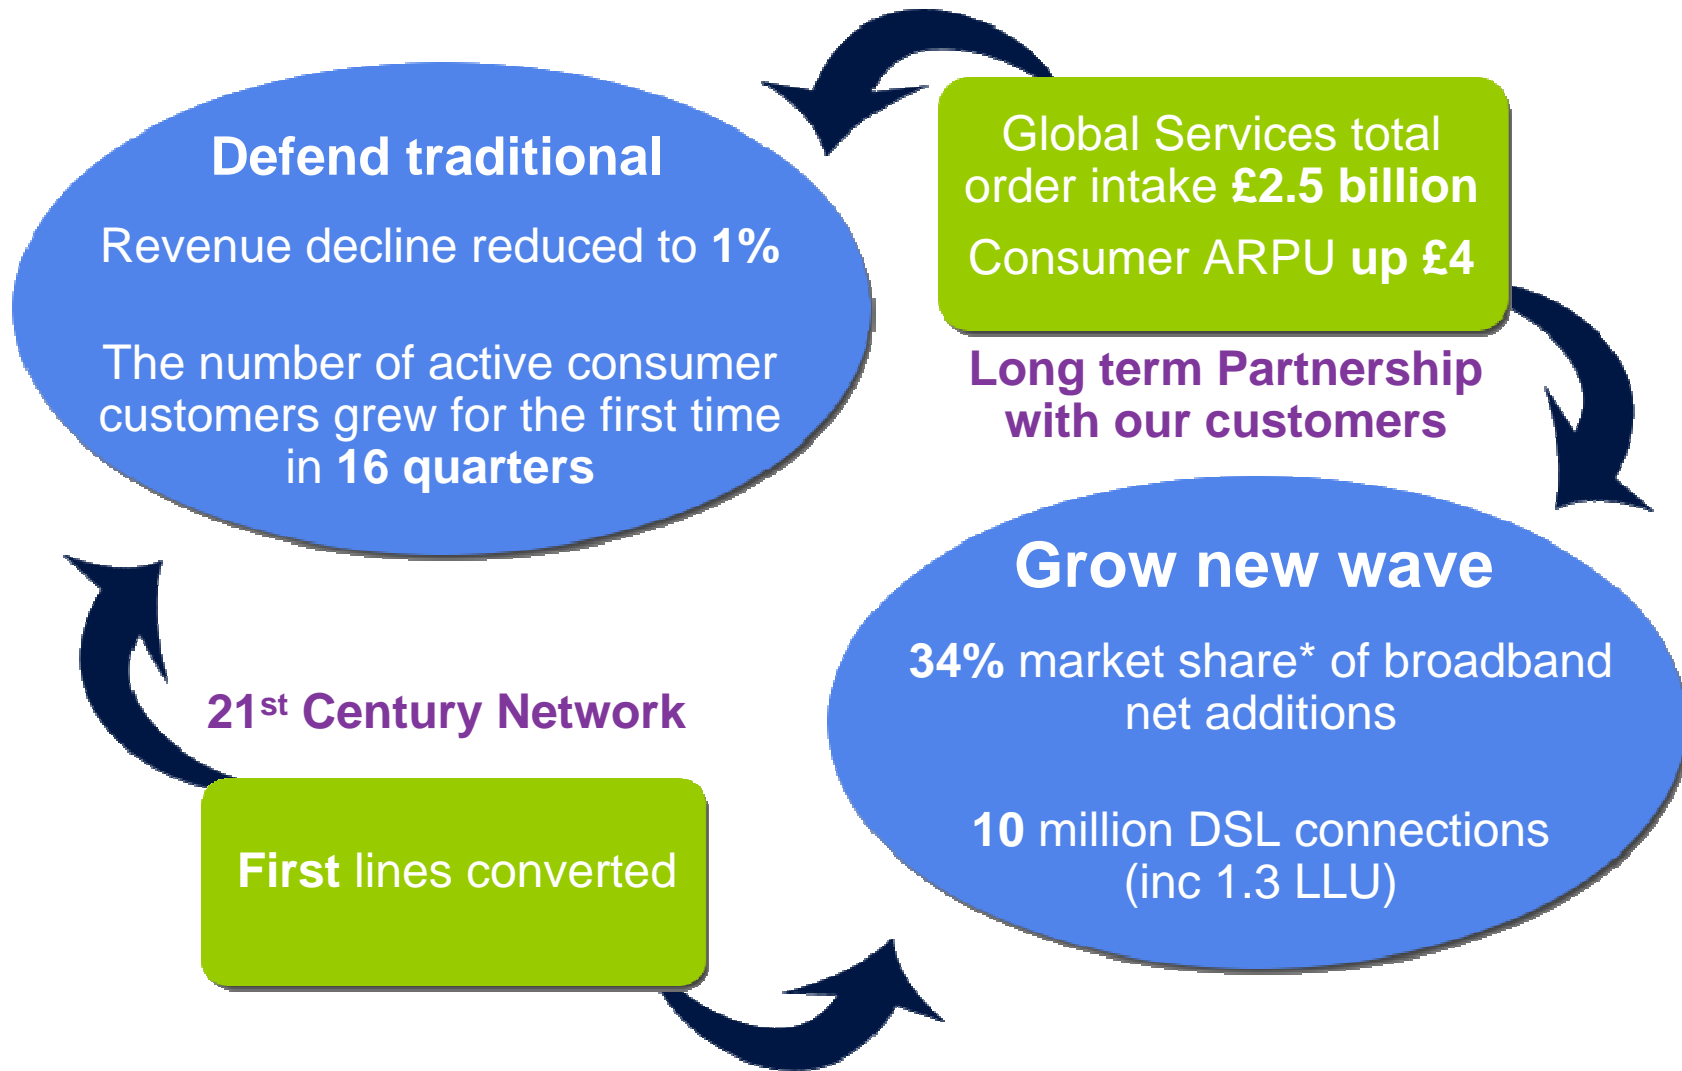 Defend traditional
Revenue decline reduced to 1%
The number of active consumer
customers grew for the first time
in 16 quarters
Global Services total
order intake £2.5 billion
Consumer ARPU up £4
Long term Partnership
with our customers
Grow new wave
34% market share* of broadband
net additions
10 million DSL connections
(inc 1.3 LLU)
21st Century Network
First lines converted